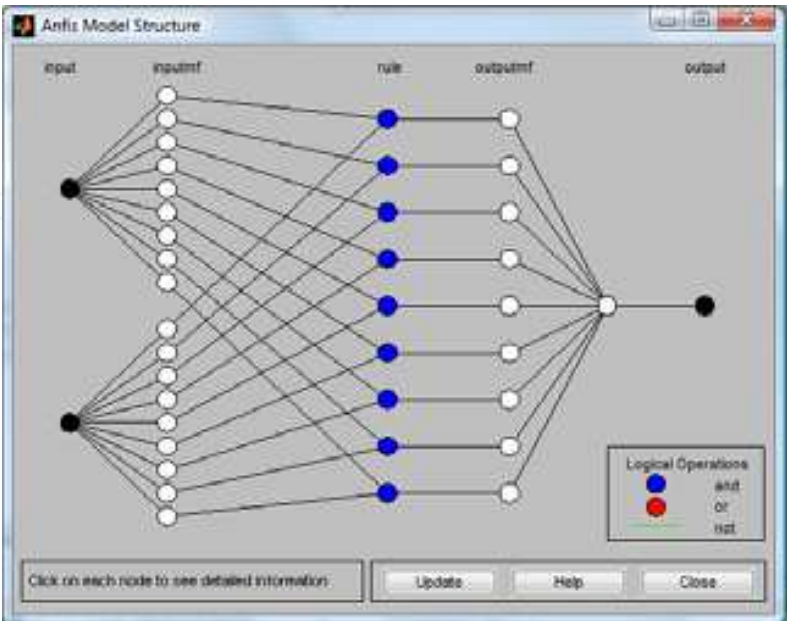 Anfis Model Structure
input inputmf rule outputmf output
Logical Operations
and
or
not
Click on each node to see detailed information
Update Help Close